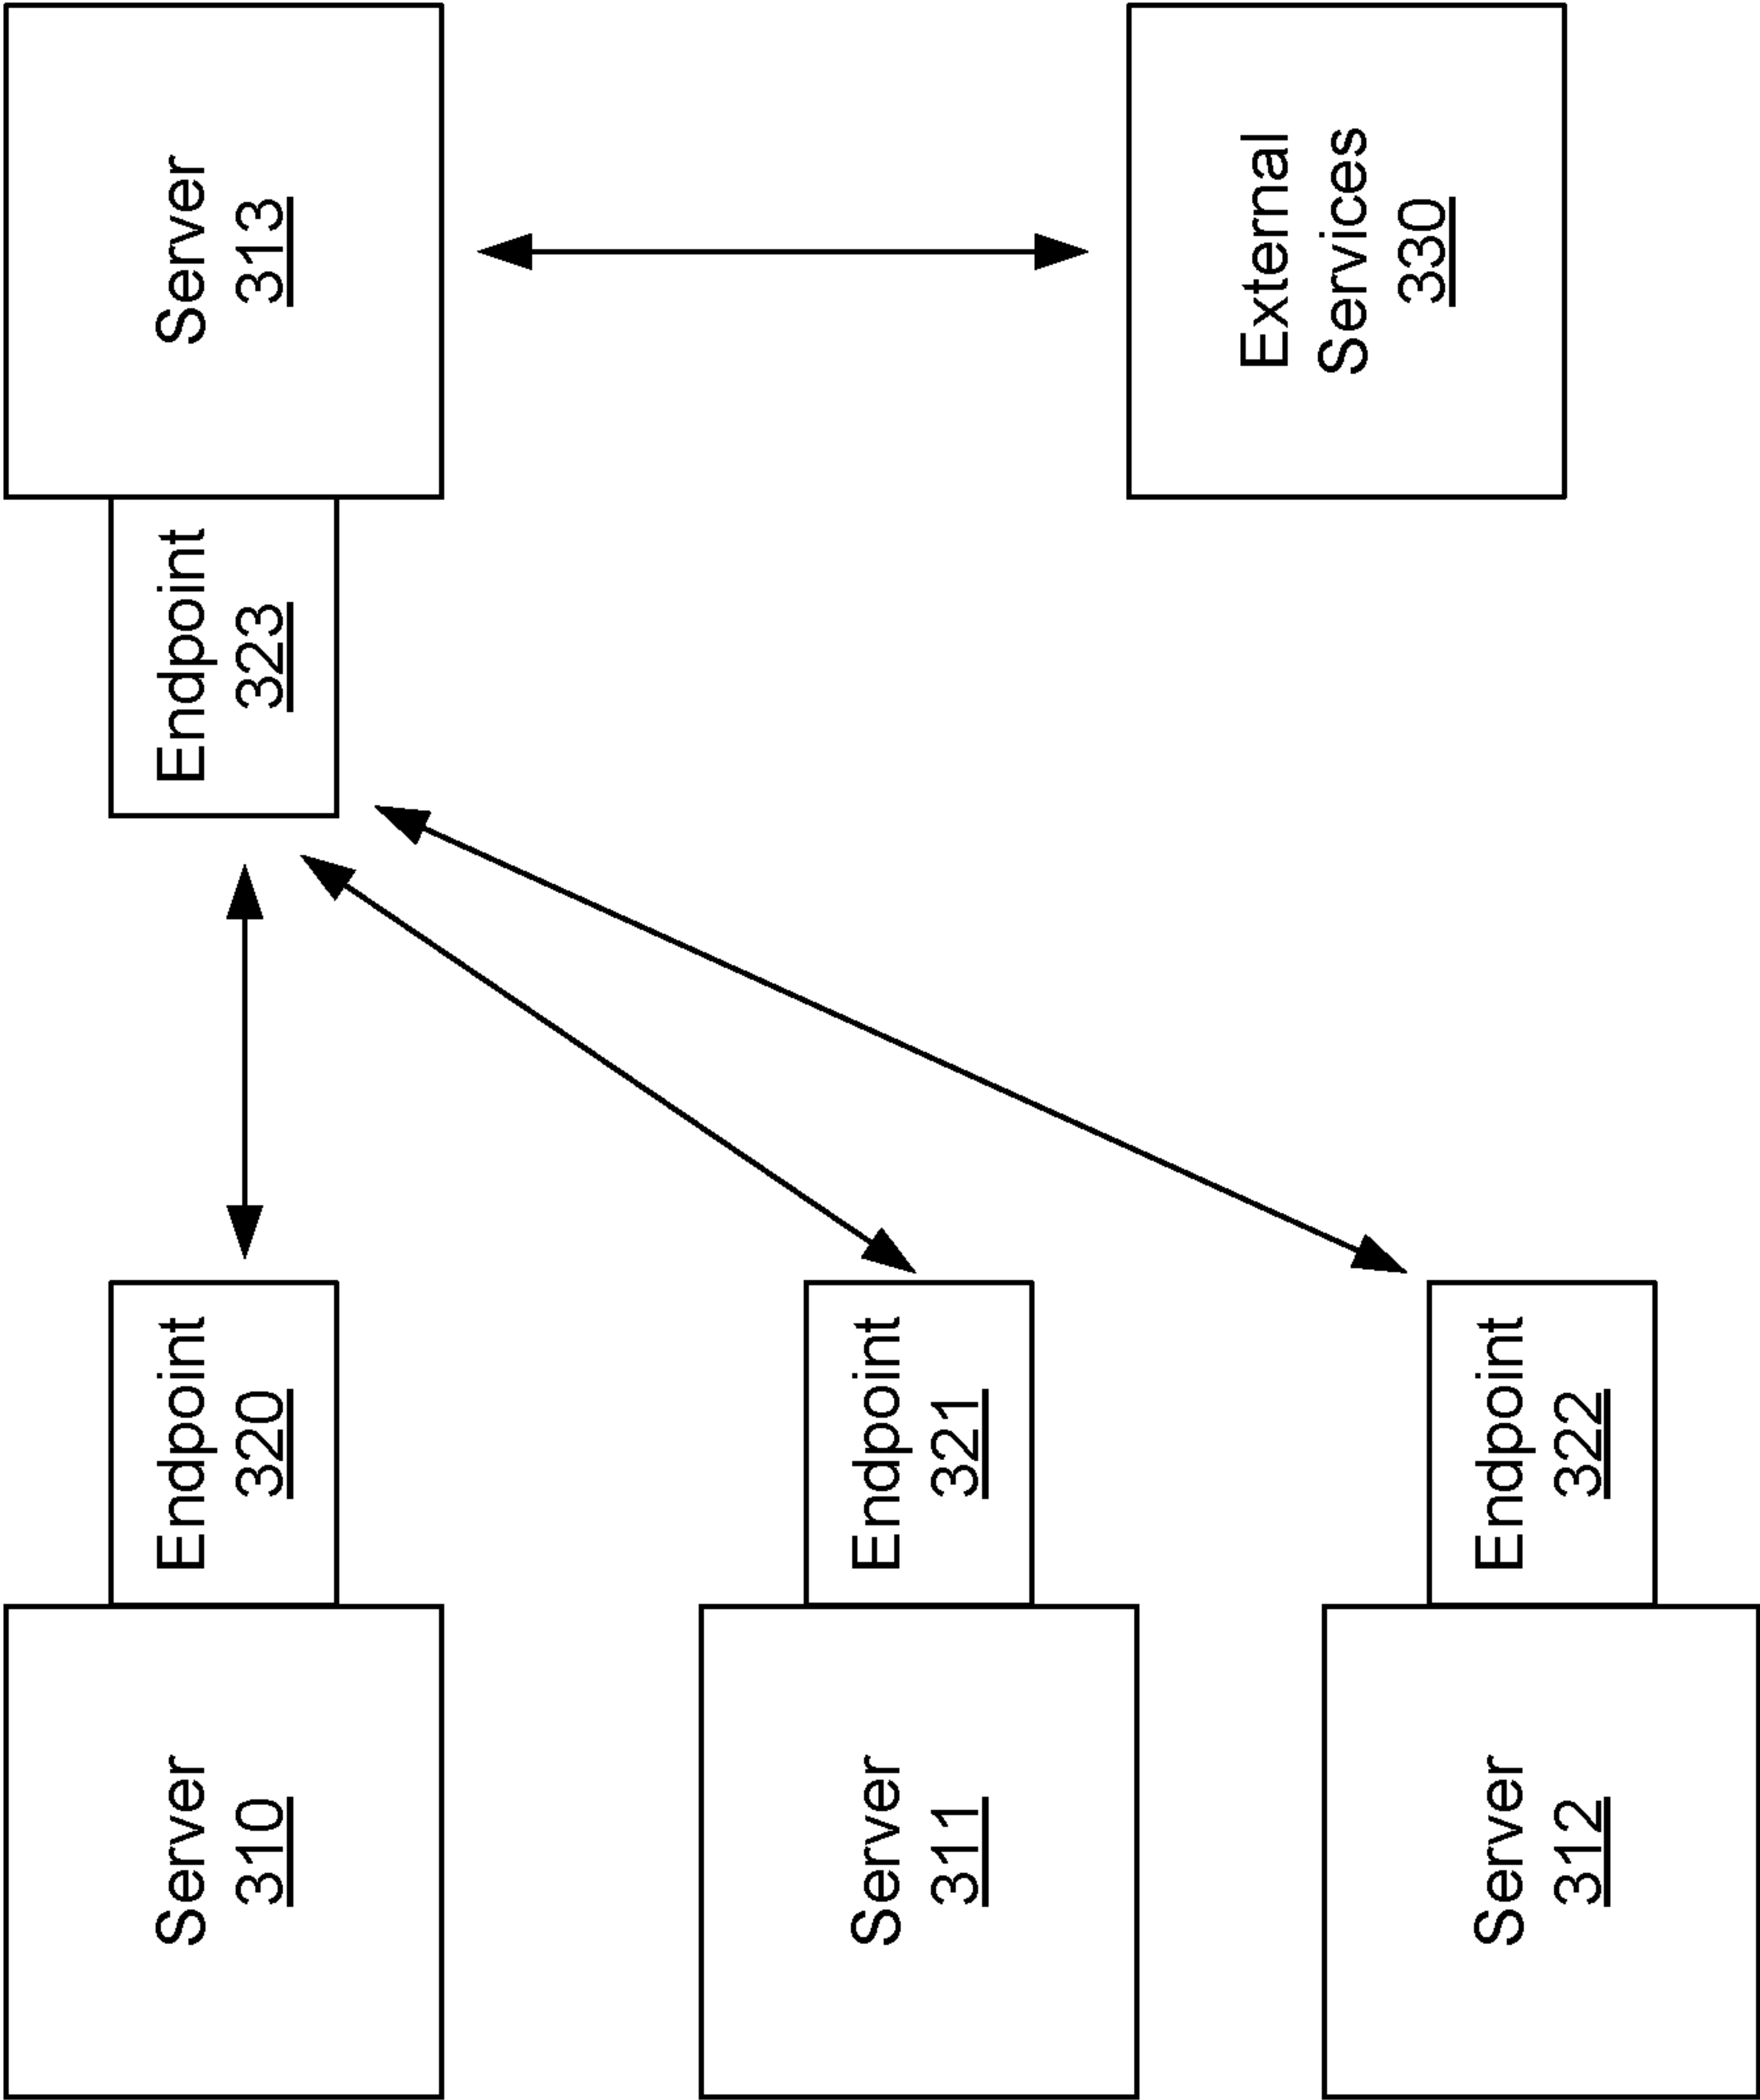 Server
310
Endpoint
320
Endpoint
323
Server
313
Server
311
Endpoint
321
External
Services
330
Server
312
Endpoint
322